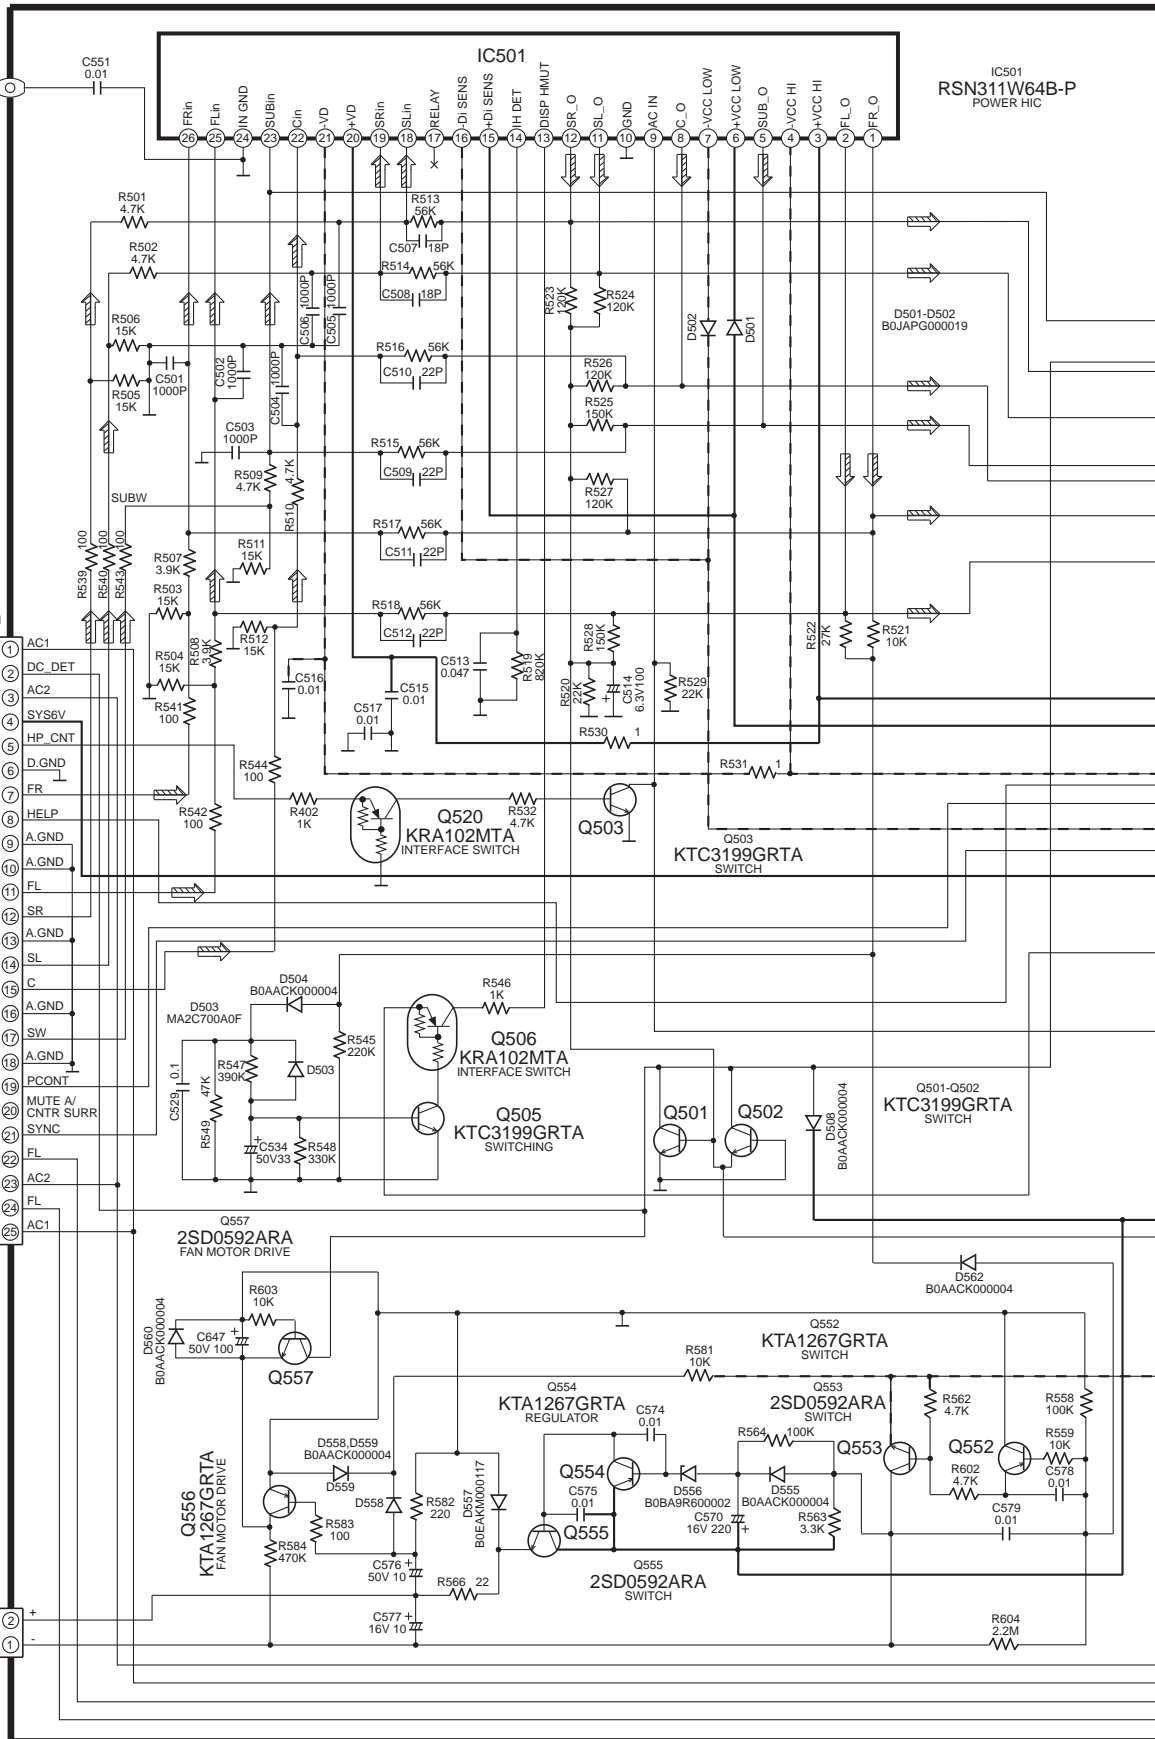 C551
0.01
IC501
IC501
RSN311W64B-P
POWER HIC
FRin
FLin
IN GND
SUBin
Cin
-VD
+VD
SRin
SLin
RELAY
-Di SENS
+Di SENS
IH DET
DISP HMUT
SR_O
SL_O
GND
AC IN
C_O
-VCC LOW
+VCC LOW
SUB_O
-VCC HI
+VCC HI
FL_O
FR_O
26 25 24 23 22 21 20 19 18 17 16 15 14 13 12 11 10 9 8 7 6 5 4 3 2 1
R501
4.7K
R513
56K
C507 18P
R502
4.7K
R514 56K
C508 18P
C506 1000P
C505 1000P
R523
120K
R524
120K
D502
D501
D501-D502
B0JAPG000019
R506
15K
C501
1000P
C502
1000P
C504
1000P
R505
15K
R516 56K
C510 22P
R526
120K
R525
150K
C503
1000P
R515 56K
C509 22P
R509
4.7K
R510 4.7K
R527
120K
SUBW
R539 100
R540 100
R543 100
R507
3.9K
R511
15K
R517 56K
C511 22P
R503
15K
R508
3.9K
R512
15K
R518 56K
C512 22P
R504
15K
R541
100
C516
0.01
C515
0.01
C517
0.01
C513
0.047
R519
820K
R528
150K
R520
22K
C514
6.3V100
+
R529
22K
R522
27K
R521
10K
R530 1
R531 1
1 AC1
2 DC_DET
3 AC2
4 SYS6V
5 HP_CNT
6 D.GND
7 FR
8 HELP
9 A.GND
10 A.GND
11 FL
12 SR
13 A.GND
14 SL
15 C
16 A.GND
17 SW
18 A.GND
19 PCONT
20 MUTE A/
CNTR SURR
21 SYNC
22 FL
23 AC2
24 FL
25 AC1
R544
100
R542
100
R402
1K
Q520
KRA102MTA
INTERFACE SWITCH
R532
4.7K
Q503
Q503
KTC3199GRTA
SWITCH
D504
B0AACK000004
D503
MA2C700A0F
C529 0.1
R549 47K
R547
390K
D503
R545
220K
C534
50V33
+
R548
330K
R546
1K
Q506
KRA102MTA
INTERFACE SWITCH
Q505
KTC3199GRTA
SWITCHING
Q501
Q502
D508
B0AACK000004
Q501-Q502
KTC3199GRTA
SWITCH
Q557
2SD0592ARA
FAN MOTOR DRIVE
D562
B0AACK000004
D560
B0AACK000004
R603
10K
C647
50V 100
+
Q557
R581
10K
Q552
KTA1267GRTA
SWITCH
Q554
KTA1267GRTA
REGULATOR
Q553
2SD0592ARA
SWITCH
C574
0.01
R564 100K
Q553
R562
4.7K
Q552
R558
100K
R559
10K
D558,D559
B0AACK000004
D559
D558
Q556
KTA1267GRTA
FAN MOTOR DRIVE
R583
100
R584
470K
R582
220
D557
B0EAKM000117
Q554
C575
0.01
Q555
D556
B0BA9R600002
D555
B0AACK000004
C570
16V 220
+
R563
3.3K
R602
4.7K
C578
0.01
C579
0.01
C576
50V 10
+
R566 22
Q555
2SD0592ARA
SWITCH
C577
16V 10
+
R604
2.2M
2 +
1 -